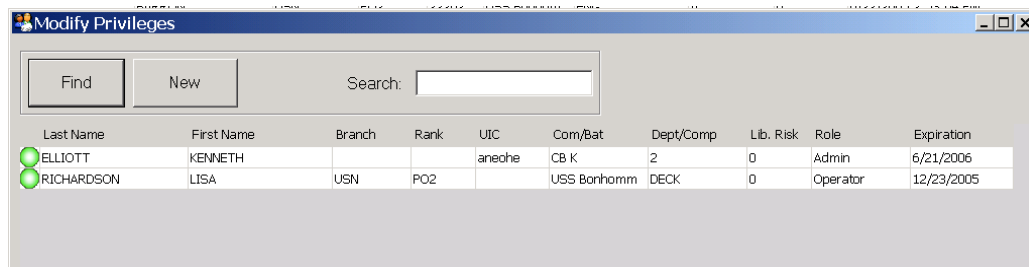 Modify Privileges
Find New Search:
Last Name First Name Branch Rank UIC Com/Bat Dept/Comp Lib. Risk Role Expiration
ELLIOTT KENNETH aneohe CB K 2 0 Admin 6/21/2006
RICHARDSON LISA USN PO2 USS Bonhomm DECK 0 Operator 12/23/2005